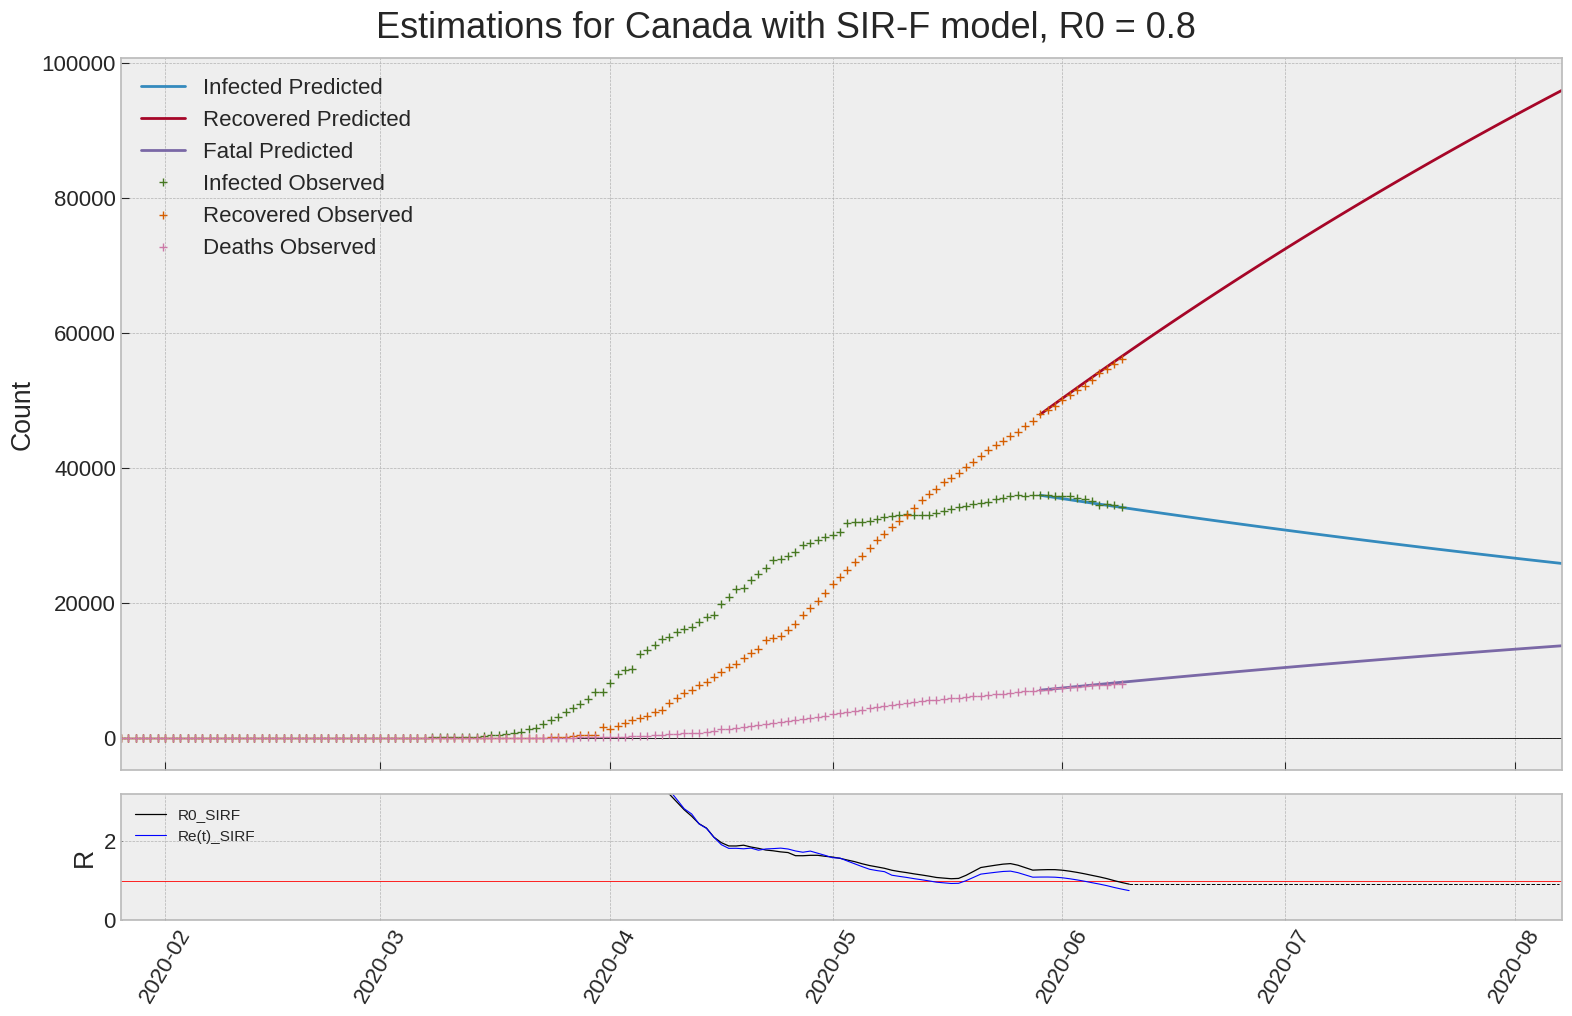 Estimations for Canada with SIR-F model, R0 = 0.8
100000
80000
60000
40000
20000
0
Count
Infected Predicted
Recovered Predicted
Fatal Predicted
Infected Observed
Recovered Observed
Deaths Observed
R
2
0
R0_SIRF
Re(t)_SIRF
2020-02
2020-03
2020-04
2020-05
2020-06
2020-07
2020-08